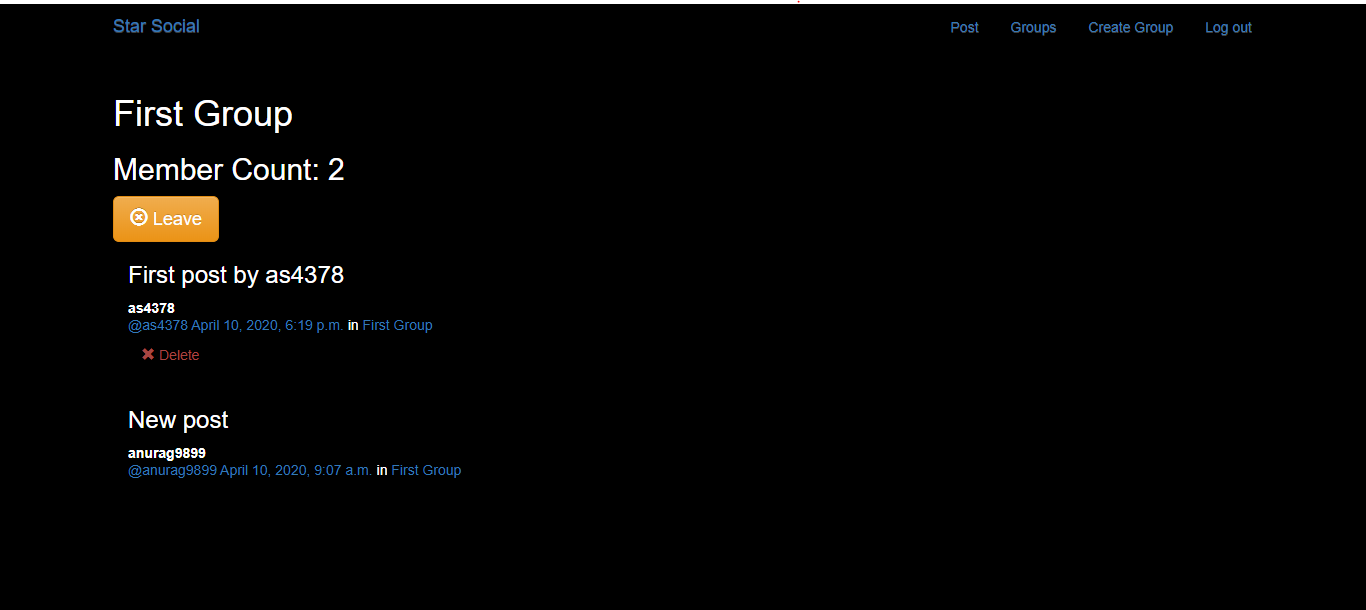 Star Social
Post Groups Create Group Log out
First Group
Member Count: 2
Leave
First post by as4378
as4378
@as4378 April 10, 2020, 6:19 p.m. in First Group
Delete
New post
anurag9899
@anurag9899 April 10, 2020, 9:07 a.m. in First Group